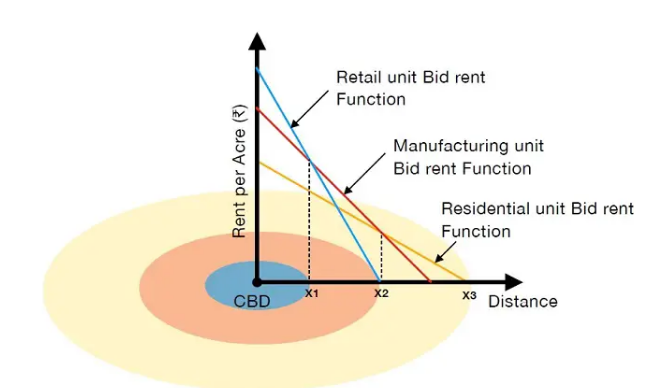 Retail unit Bid rent
Function
Manufacturing unit
Bid rent Function
Residential unit Bid rent
Function
Rent per Acre (₹)
CBD
X1
X2
X3
Distance